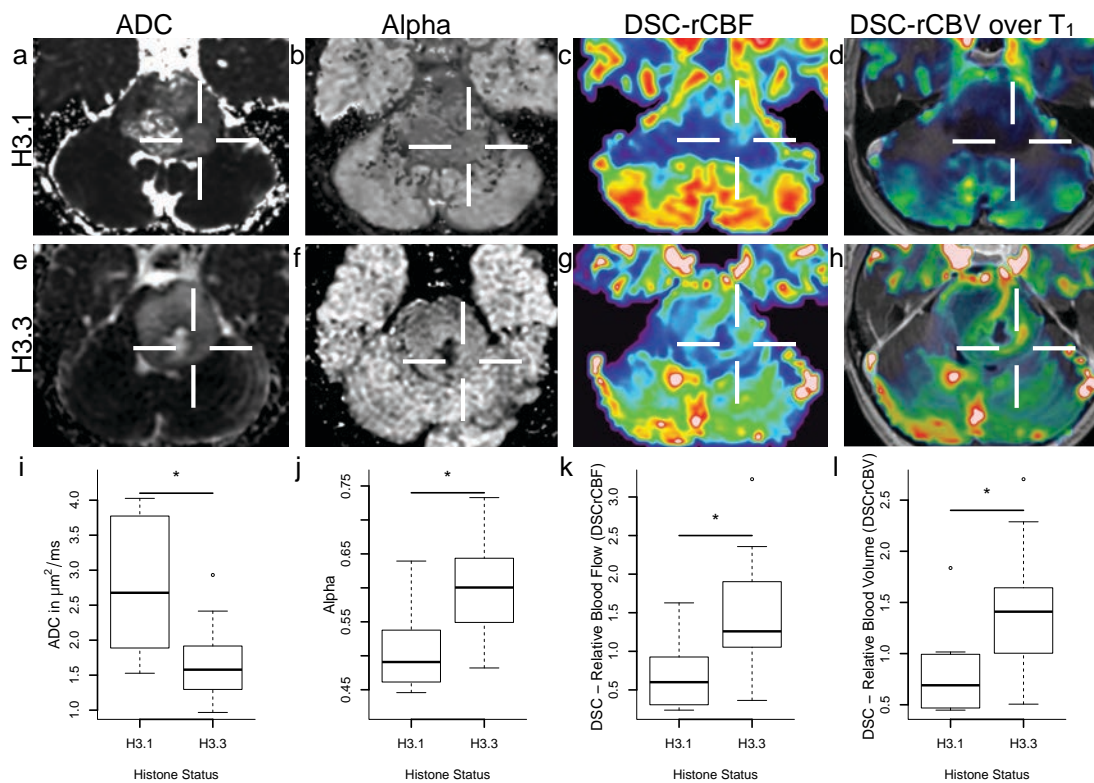 ADC Alpha DSC-rCBF DSC-rCBV over T1
a b c d
H3.1
e f g h
H3.3
i j k l
ADC in μm²/ms
4.0
3.5
3.0
2.5
2.0
1.5
1.0
*
H3.1 H3.3
Histone Status
Alpha
0.75
0.65
0.55
0.45
*
H3.1 H3.3
Histone Status
DSC – Relative Blood Flow (DSCrCBF)
3.0
2.5
2.0
1.5
1.0
0.5
*
H3.1 H3.3
Histone Status
DSC – Relative Blood Volume (DSCrCBV)
2.5
2.0
1.5
1.0
0.5
*
H3.1 H3.3
Histone Status